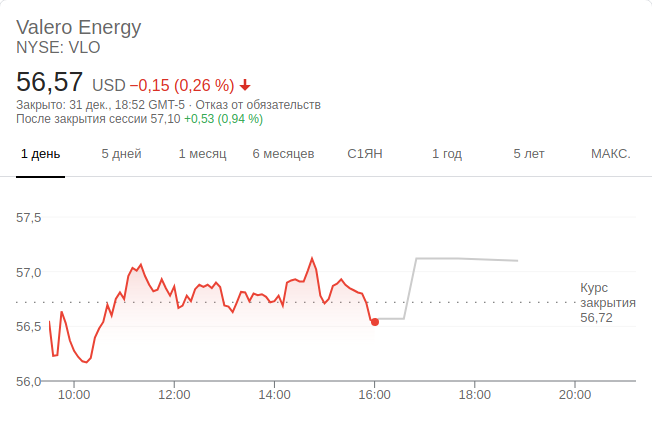 Valero Energy
NYSE: VLO
56,57 USD −0,15 (0,26 %)
Закрыто: 31 дек., 18:52 GMT-5 · Отказ от обязательств
После закрытия сессии 57,10 +0,53 (0,94 %)
1 день 5 дней 1 месяц 6 месяцев С1ЯН 1 год 5 лет МАКС.
57,5
57,0
Курс
закрытия
56,72
56,5
56,0
10:00 12:00 14:00 16:00 18:00 20:00